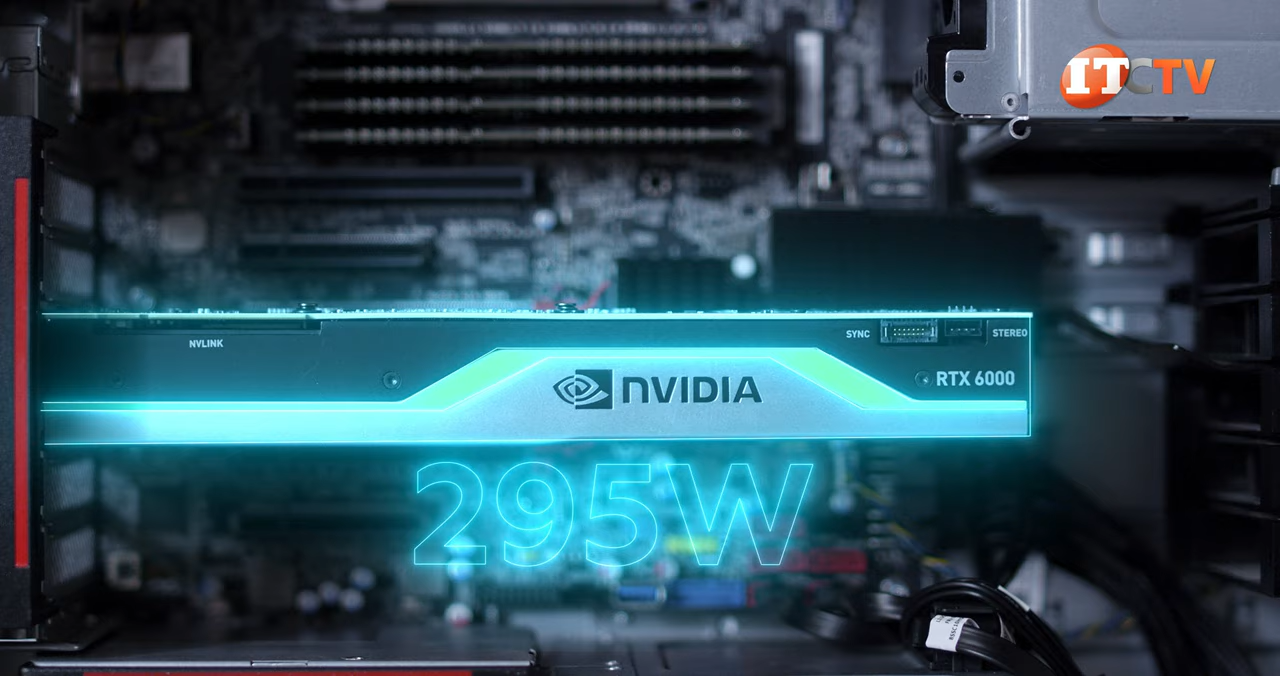 ITCTV
NVLINK
SYNC
STEREO
NVIDIA
RTX 6000
295W